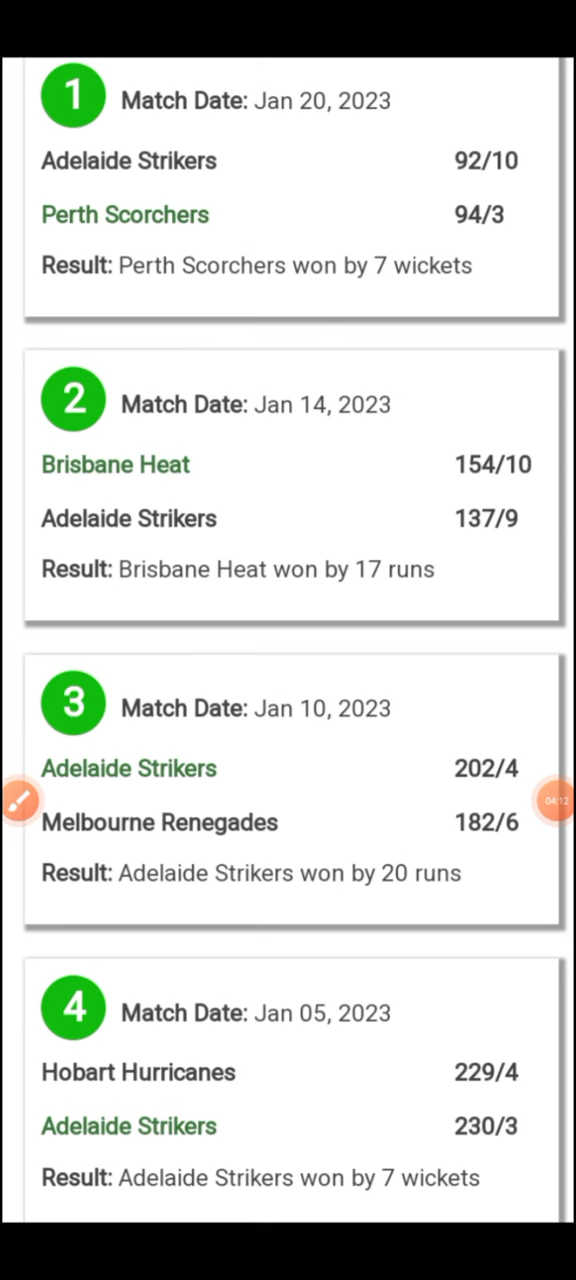 1 Match Date: Jan 20, 2023
Adelaide Strikers 92/10
Perth Scorchers 94/3
Result: Perth Scorchers won by 7 wickets
2 Match Date: Jan 14, 2023
Brisbane Heat 154/10
Adelaide Strikers 137/9
Result: Brisbane Heat won by 17 runs
3 Match Date: Jan 10, 2023
Adelaide Strikers 202/4
04:12
Melbourne Renegades 182/6
Result: Adelaide Strikers won by 20 runs
4 Match Date: Jan 05, 2023
Hobart Hurricanes 229/4
Adelaide Strikers 230/3
Result: Adelaide Strikers won by 7 wickets